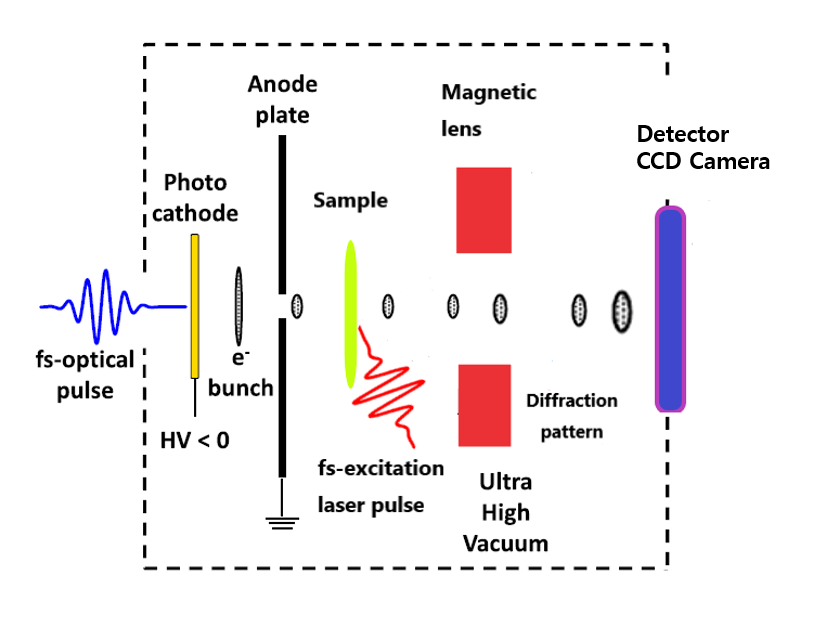 Anode
plate
Magnetic
lens
Detector
CCD Camera
Photo
cathode
Sample
fs-optical
pulse
e-
bunch
HV < 0
Diffraction
pattern
fs-excitation
laser pulse
Ultra
High
Vacuum